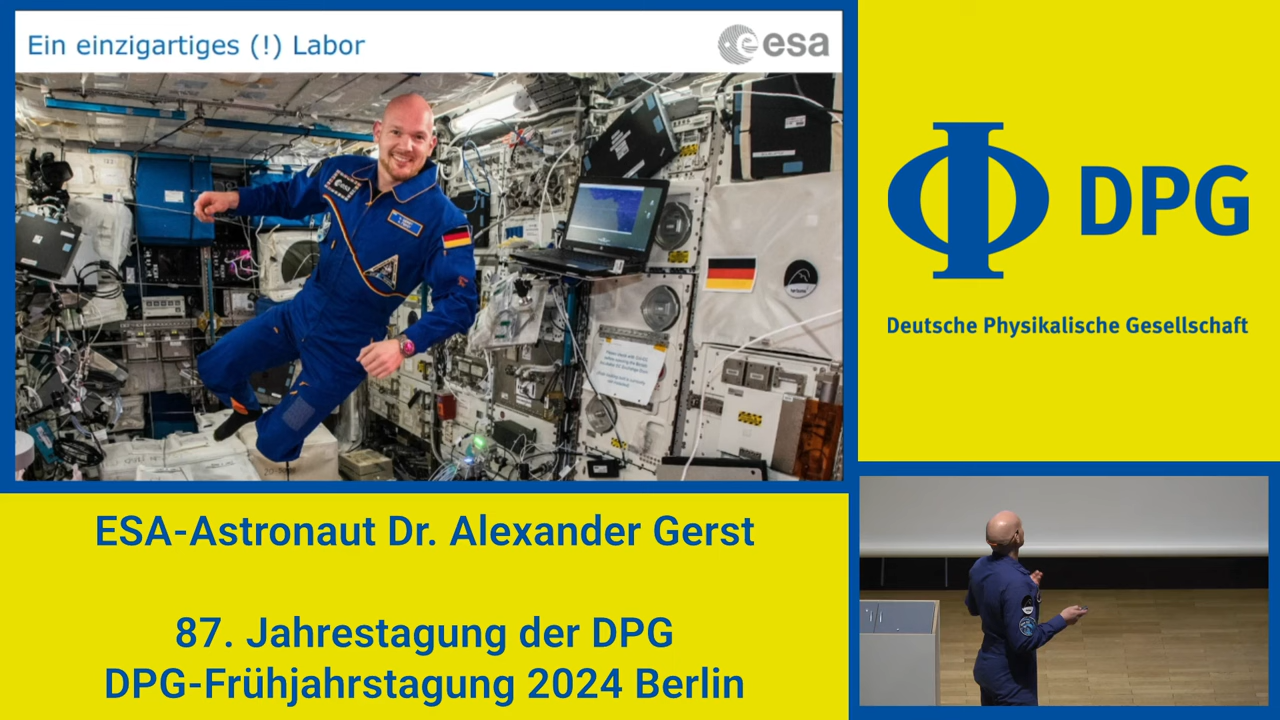 Ein einzigartiges (!) Labor
esa
esa
DPG
Deutsche Physikalische Gesellschaft
ESA-Astronaut Dr. Alexander Gerst
87. Jahrestagung der DPG
DPG-Frühjahrstagung 2024 Berlin